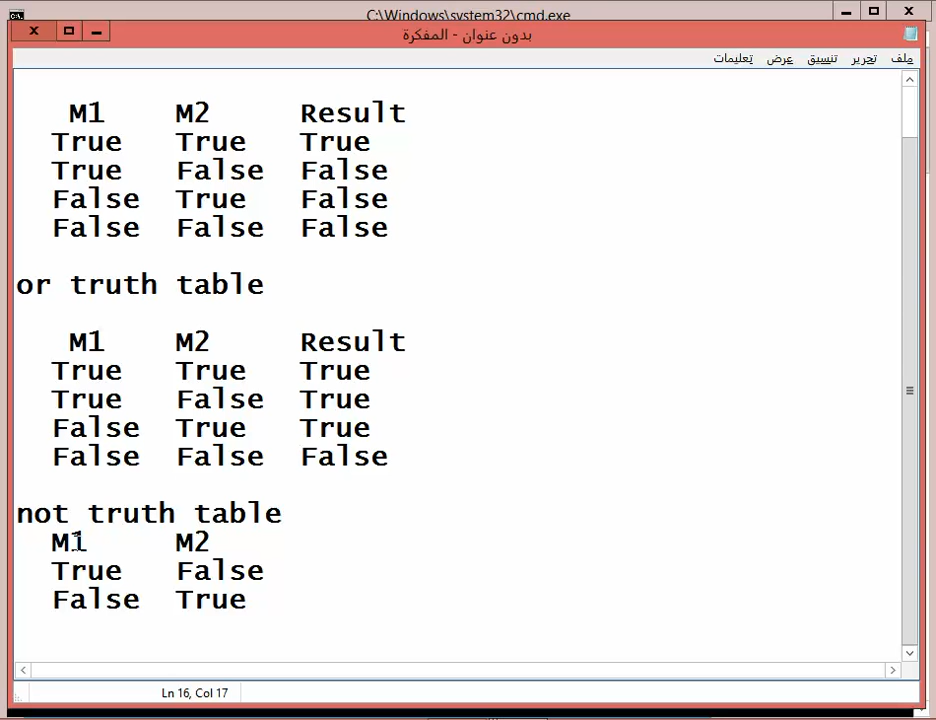 C:\Windows\system32\cmd.exe
بدون عنوان - المفكرة
ملف تحرير تنسيق عرض تعليمات
M1 M2 Result
True True True
True False False
False True False
False False False
or truth table
M1 M2 Result
True True True
True False True
False True True
False False False
not truth table
M1 M2
True False
False True
Ln 16, Col 17